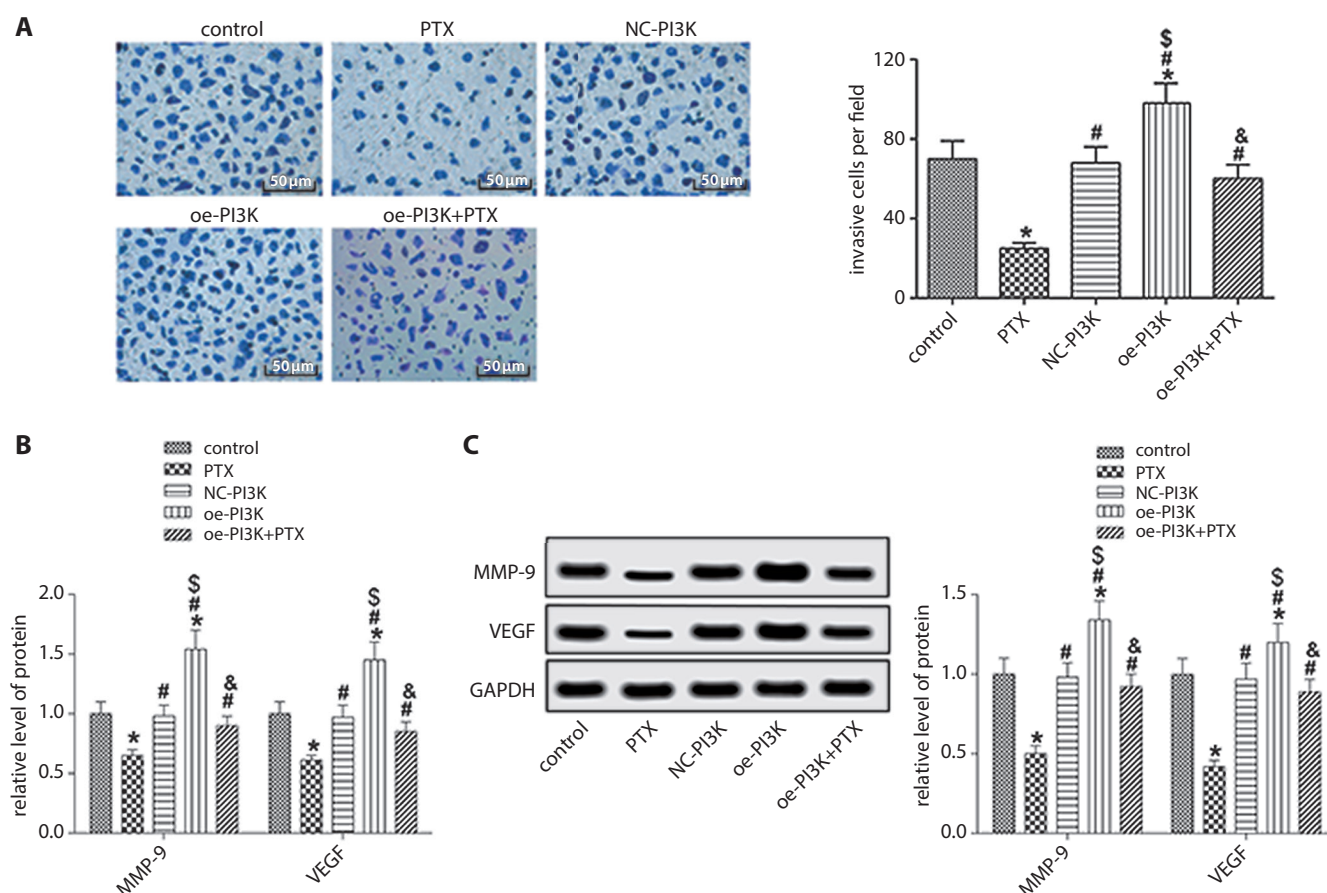 A
control
PTX
NC-PI3K
50μm
50μm
50μm
oe-PI3K
oe-PI3K+PTX
50μm
50μm
invasive cells per field
120
80
40
0
*
#
$
#
*
&
#
control
PTX
NC-PI3K
oe-PI3K
oe-PI3K+PTX
B
control
PTX
NC-PI3K
oe-PI3K
oe-PI3K+PTX
relative level of protein
2.0
1.5
1.0
0.5
0.0
*
#
$
#
*
&
#
*
#
$
#
*
&
#
MMP-9
VEGF
C
MMP-9
VEGF
GAPDH
control
PTX
NC-PI3K
oe-PI3K
oe-PI3K+PTX
control
PTX
NC-PI3K
oe-PI3K
oe-PI3K+PTX
relative level of protein
1.5
1.0
0.5
0.0
*
#
$
#
*
&
#
*
#
$
#
*
&
#
MMP-9
VEGF